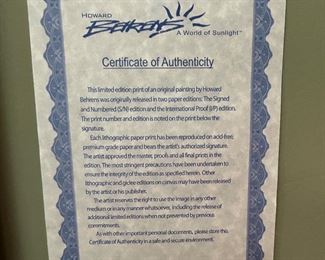 HOWARD
Behrens
A World of Sunlight™
Certificate of Authenticity
This limited edition print of an original painting by Howard
Behrens was originally released in two paper editions: The Signed
and Numbered (S/N) edition and the International Proof (I/P) edition.
The print number and edition is noted on the print below the
signature.
Each lithographic paper print has been reproduced on acid-free,
premium grade paper and bears the artist's authorized signature.
The artist approved the master, proofs and all final prints in the
edition. The most stringent precautions have been undertaken to
ensure the integrity of the edition as specified herein. Other
lithographic and giclee editions on canvas may have been released
by the artist or his publisher.
The artist reserves the right to use the image in any other
medium or in any manner whatsoever, including the release of
additional limited editions when not prevented by previous
commitments.
As with other important personal documents, please store this
Certificate of Authenticity in a safe and secure environment.